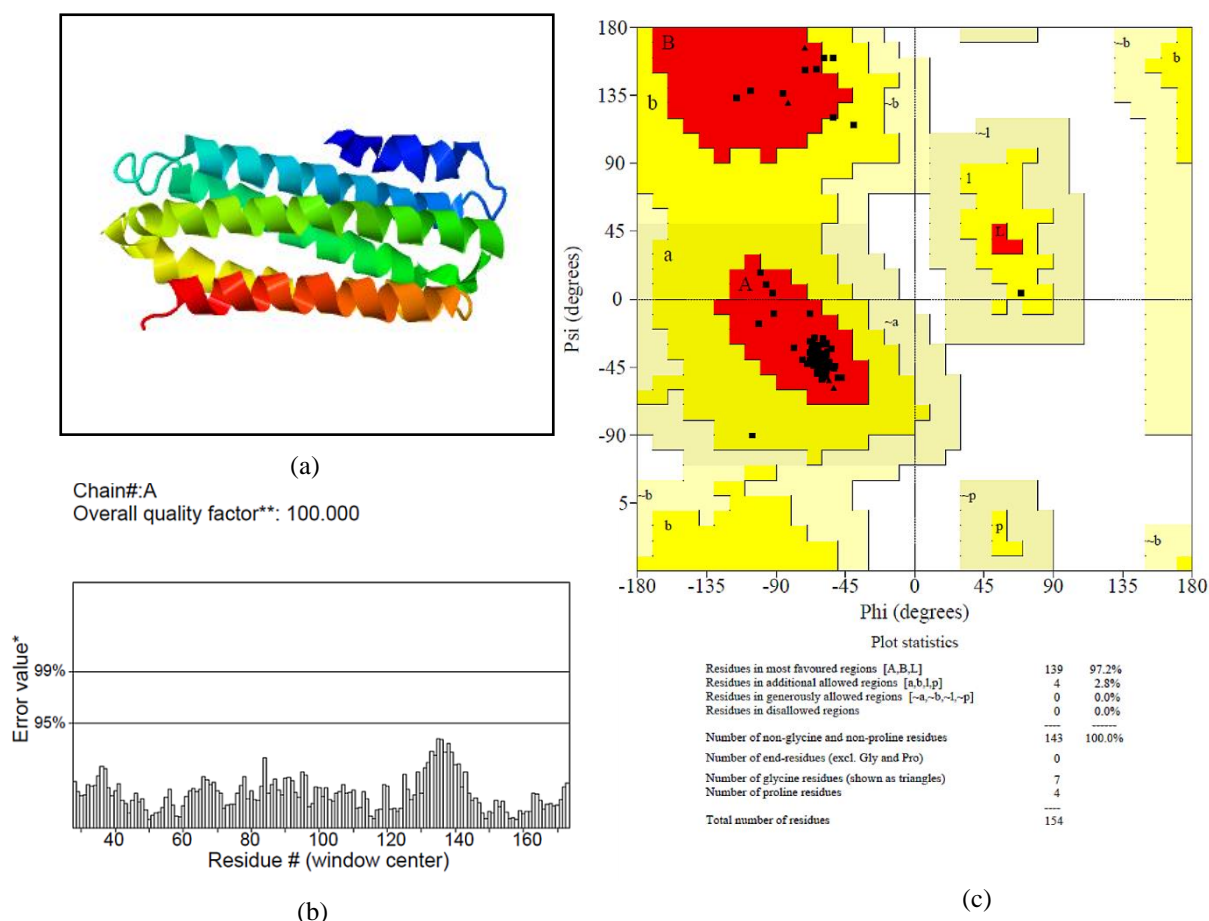 (a)
Chain#:A
Overall quality factor**: 100.000
Error value*
99%
95%
40 60 80 100 120 140 160
Residue # (window center)
(b)
180
135
90
45
0
-45
-90
5
Psi (degrees)
B
b
~b
~b
b
~l
l
L
a
A
~a
~b
b
~p
p
~b
-180 -135 -90 -45 0 45 90 135 180
Phi (degrees)
Plot statistics
Residues in most favoured regions [A,B,L] 139 97.2%
Residues in additional allowed regions [a,b,l,p] 4 2.8%
Residues in generously allowed regions [~a,~b,~l,~p] 0 0.0%
Residues in disallowed regions 0 0.0%
---- ------
Number of non-glycine and non-proline residues 143 100.0%
Number of end-residues (excl. Gly and Pro) 0
Number of glycine residues (shown as triangles) 7
Number of proline residues 4
----
Total number of residues 154
(c)